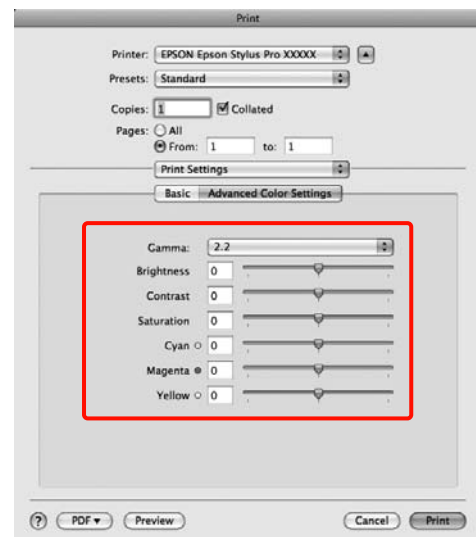 Print
Printer: EPSON Epson Stylus Pro XXXXX
Presets: Standard
Copies: 1 Collated
Pages: All
From: 1 to: 1
Print Settings
Basic Advanced Color Settings
Gamma: 2.2
Brightness 0
Contrast 0
Saturation 0
Cyan 0
Magenta 0
Yellow 0
? PDF Preview Cancel Print